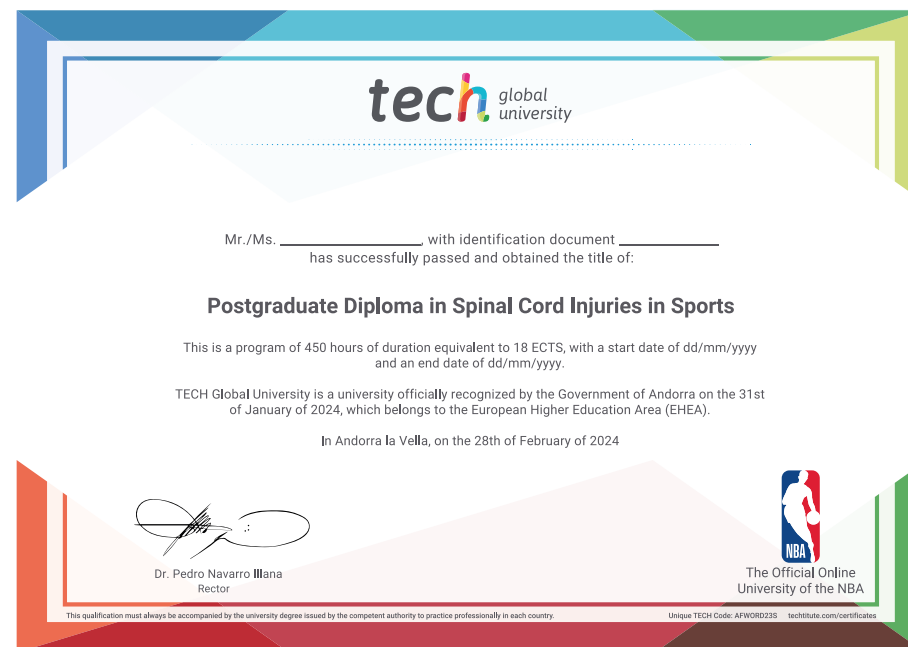 tech global university
Mr./Ms. ____________________, with identification document ______________
has successfully passed and obtained the title of:
Postgraduate Diploma in Spinal Cord Injuries in Sports
This is a program of 450 hours of duration equivalent to 18 ECTS, with a start date of dd/mm/yyyy
and an end date of dd/mm/yyyy.
TECH Global University is a university officially recognized by the Government of Andorra on the 31st
of January of 2024, which belongs to the European Higher Education Area (EHEA).
In Andorra la Vella, on the 28th of February of 2024
Dr. Pedro Navarro Illana
Rector
NBA
The Official Online
University of the NBA
This qualification must always be accompanied by the university degree issued by the competent authority to practice professionally in each country.
Unique TECH Code: AFWORD23S techtitute.com/certificates